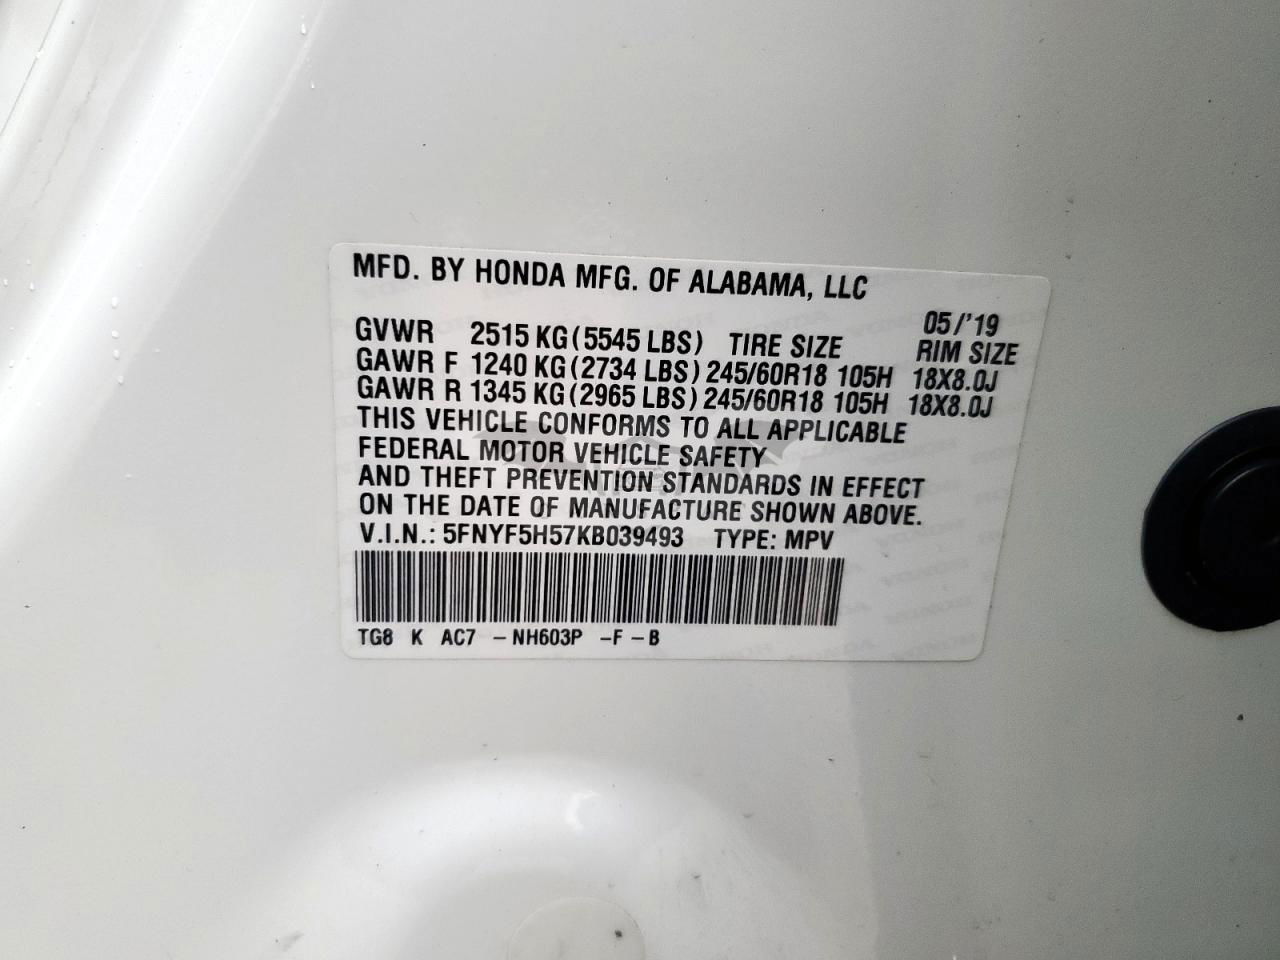 MFD. BY HONDA MFG. OF ALABAMA, LLC
05/'19
GVWR 2515 KG (5545 LBS) TIRE SIZE RIM SIZE
GAWR F 1240 KG (2734 LBS) 245/60R18 105H 18X8.0J
GAWR R 1345 KG (2965 LBS) 245/60R18 105H 18X8.0J
THIS VEHICLE CONFORMS TO ALL APPLICABLE
FEDERAL MOTOR VEHICLE SAFETY
AND THEFT PREVENTION STANDARDS IN EFFECT
ON THE DATE OF MANUFACTURE SHOWN ABOVE.
V.I.N.: 5FNYF5H57KB039493 TYPE: MPV
TG8 K AC7 -NH603P -F -B